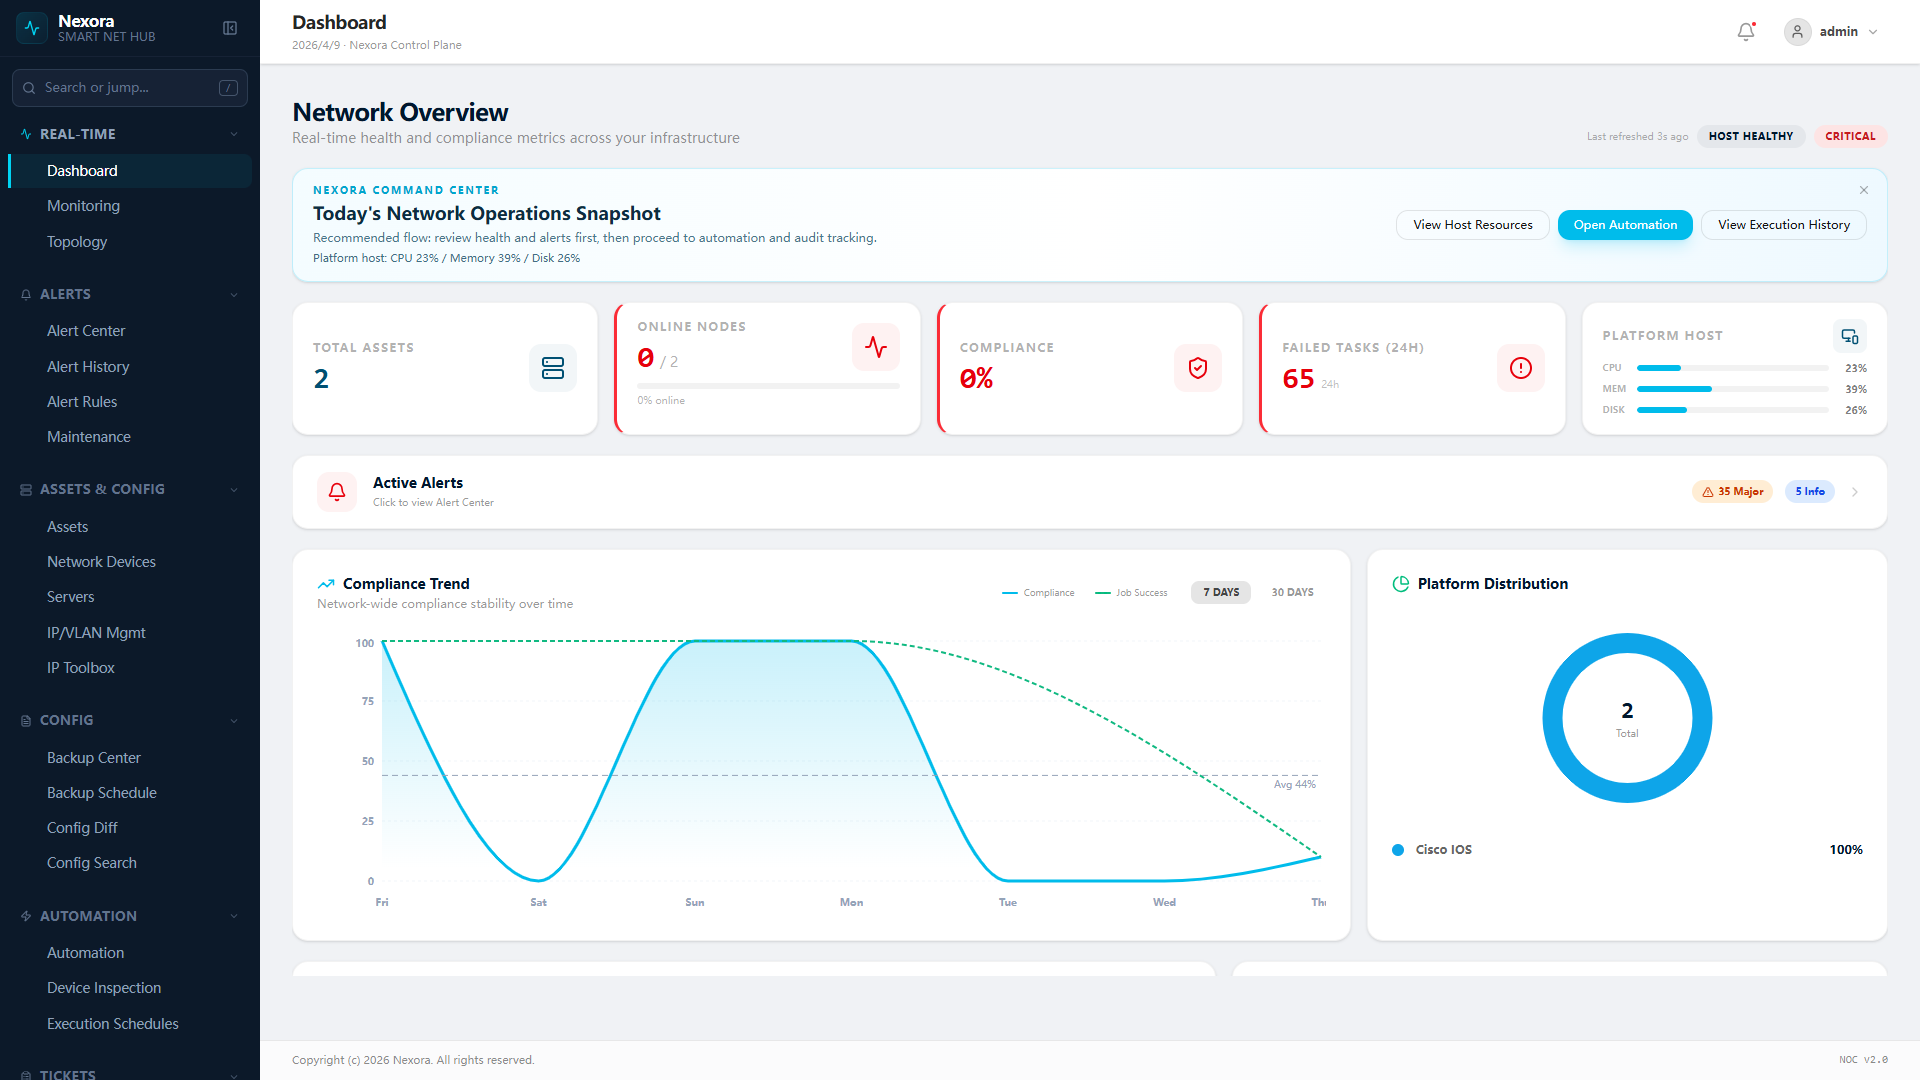 Nexora
SMART NET HUB
Search or jump...
/
REAL-TIME
Dashboard
Monitoring
Topology
ALERTS
Alert Center
Alert History
Alert Rules
Maintenance
ASSETS & CONFIG
Assets
Network Devices
Servers
IP/VLAN Mgmt
IP Toolbox
CONFIG
Backup Center
Backup Schedule
Config Diff
Config Search
AUTOMATION
Automation
Device Inspection
Execution Schedules
TICKETS
Dashboard
2026/4/9 · Nexora Control Plane
admin
Network Overview
Real-time health and compliance metrics across your infrastructure
Last refreshed 3s ago
HOST HEALTHY
CRITICAL
NEXORA COMMAND CENTER
Today's Network Operations Snapshot
Recommended flow: review health and alerts first, then proceed to automation and audit tracking.
Platform host: CPU 23% / Memory 39% / Disk 26%
View Host Resources
Open Automation
View Execution History
TOTAL ASSETS
2
ONLINE NODES
0 / 2
0% online
COMPLIANCE
0%
FAILED TASKS (24H)
65 24h
PLATFORM HOST
CPU 23%
MEM 39%
DISK 26%
Active Alerts
Click to view Alert Center
35 Major
5 Info
Compliance Trend
Network-wide compliance stability over time
Compliance
Job Success
7 DAYS
30 DAYS
100
75
50
25
0
Avg 44%
Fri
Sat
Sun
Mon
Tue
Wed
Thu
Platform Distribution
2
Total
Cisco IOS
100%
Copyright (c) 2026 Nexora. All rights reserved.
NOC v2.0